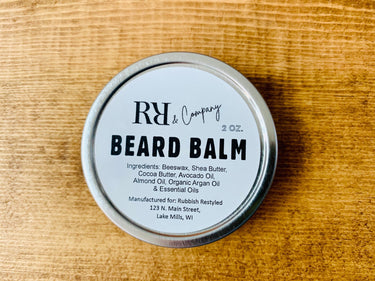 RR & Company
2 OZ.
BEARD BALM
Ingredients: Beeswax, Shea Butter,
Cocoa Butter, Avocado Oil,
Almond Oil, Organic Argan Oil
& Essential Oils
Manufactured for: Rubbish Restyled
123 N. Main Street,
Lake Mills, WI